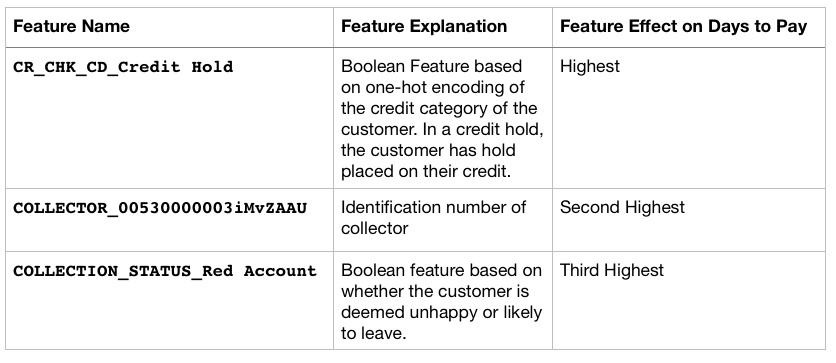 Feature Name
Feature Explanation
Feature Effect on Days to Pay
CR_CHK_CD_Credit Hold
Boolean Feature based
on one-hot encoding of
the credit category of the
customer. In a credit hold,
the customer has hold
placed on their credit.
Highest
COLLECTOR_00530000003iMvZAAU
Identification number of
collector
Second Highest
COLLECTION_STATUS_Red Account
Boolean feature based on
whether the customer is
deemed unhappy or likely
to leave.
Third Highest